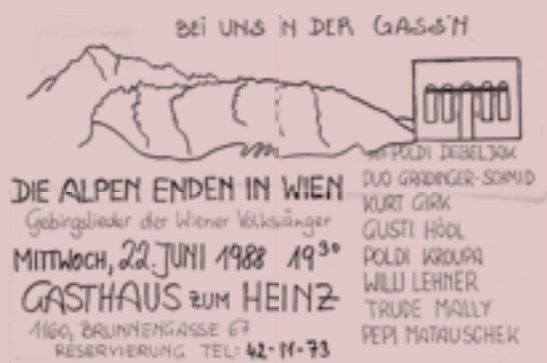 BEI UNS IN DER GASS'N
DIE ALPEN ENDEN IN WIEN
Gebirgslieder der Wiener Volkssänger
MITTWOCH, 22. JUNI 1988 19 30
GASTHAUS ZUM HEINZ
1160, BRUNNENGASSE 67
RESERVIERUNG TEL: 42-11-73
POLDI DEBELJAK
DUO GRADINGER-SCHMID
KURT GIRK
GUSTI HÖDL
POLDI KROUPA
WILLI LEHNER
TRUDE MALLY
PEPI MATAUSCHEK